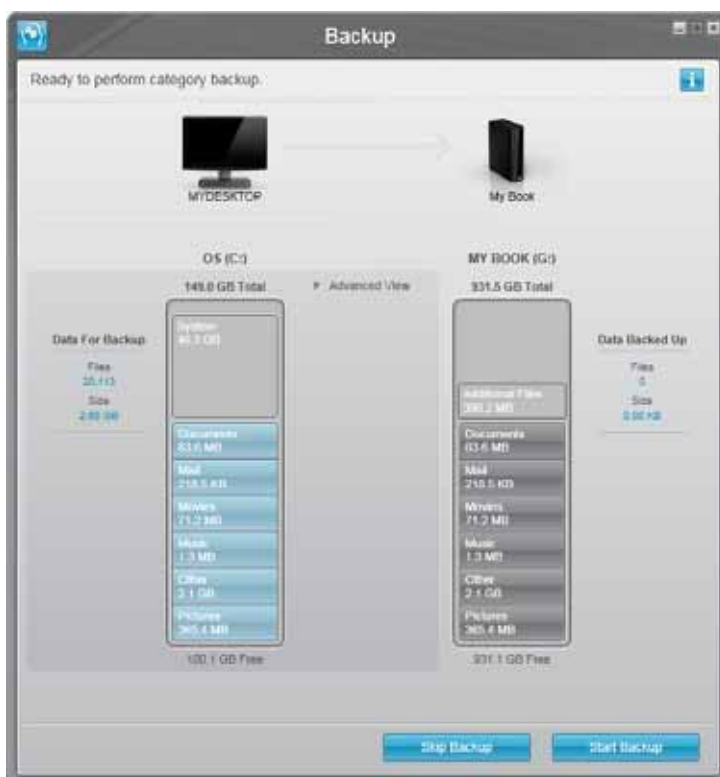 Backup
Ready to perform category backup.
MYDESKTOP
My Book
OS (C:)
MY BOOK (G:)
149.0 GB Total
Advanced View
931.5 GB Total
System
Data For Backup
Data Backed Up
Files
Files
0
Size
Size
0.00 KB
Additional Files
Documents
83.6 MB
Documents
83.6 MB
Mail
218.5 KB
Mail
218.5 KB
Movies
71.2 MB
Movies
71.2 MB
Music
1.3 MB
Music
1.3 MB
Other
2.1 GB
Other
2.1 GB
Pictures
365.4 MB
Pictures
365.4 MB
100.1 GB Free
931.1 GB Free
Skip Backup
Start Backup